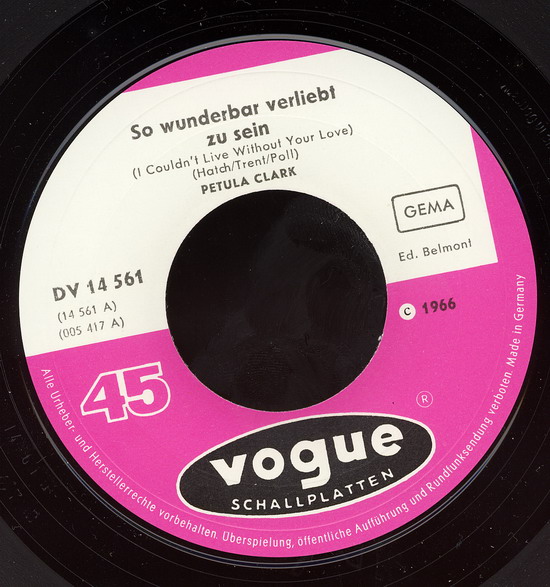 So wunderbar verliebt
zu sein
(I Couldn't Live Without Your Love)
(Hatch/Trent/Poll)
PETULA CLARK
GEMA
Ed. Belmont
DV 14 561
(14 561 A)
(005 417 A)
© 1966
45
®
vogue
SCHALLPLATTEN
Alle Urheber- und Herstellerrechte vorbehalten. Überspielung, öffentliche Aufführung und Rundfunksendung verboten. Made in Germany